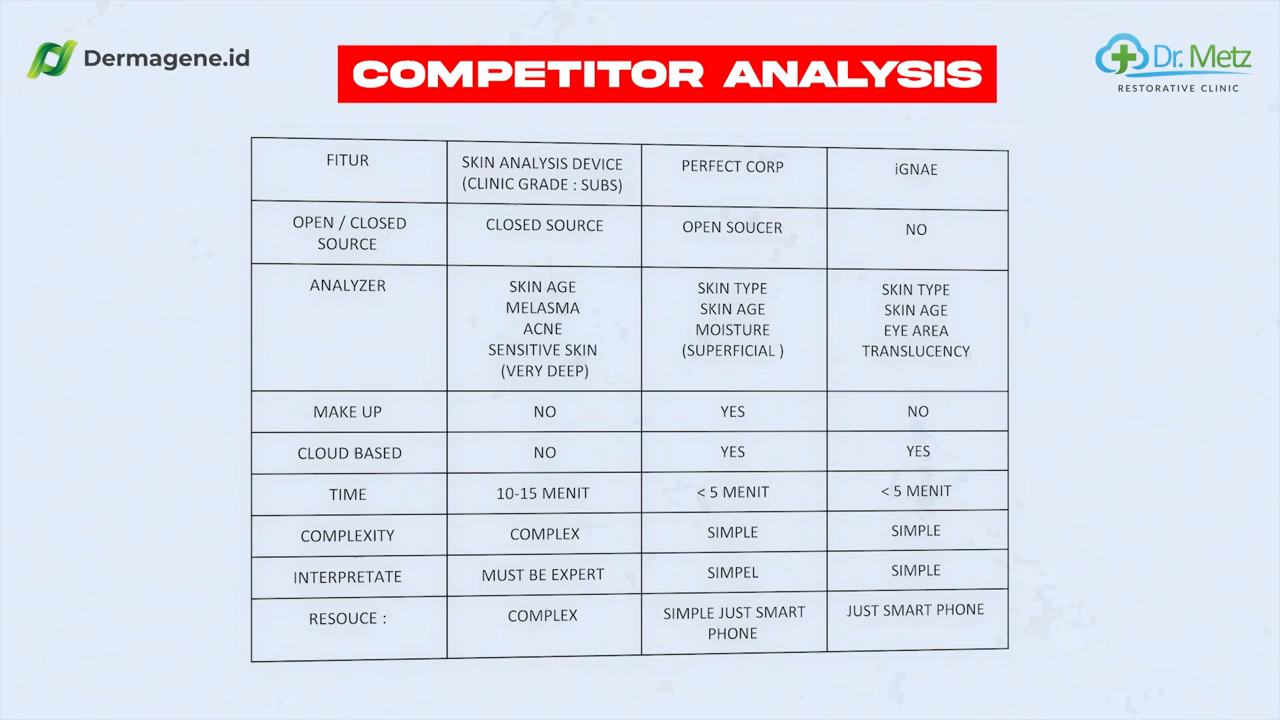 Dermagene.id
COMPETITOR ANALYSIS
Dr. Metz
RESTORATIVE CLINIC
FITUR
SKIN ANALYSIS DEVICE
(CLINIC GRADE : SUBS)
PERFECT CORP
iGNAE
OPEN / CLOSED
SOURCE
CLOSED SOURCE
OPEN SOUCER
NO
ANALYZER
SKIN AGE
MELASMA
ACNE
SENSITIVE SKIN
(VERY DEEP)
SKIN TYPE
SKIN AGE
MOISTURE
(SUPERFICIAL )
SKIN TYPE
SKIN AGE
EYE AREA
TRANSLUCENCY
MAKE UP
NO
YES
NO
CLOUD BASED
NO
YES
YES
TIME
10-15 MENIT
< 5 MENIT
< 5 MENIT
COMPLEXITY
COMPLEX
SIMPLE
SIMPLE
INTERPRETATE
MUST BE EXPERT
SIMPEL
SIMPLE
RESOUCE :
COMPLEX
SIMPLE JUST SMART
PHONE
JUST SMART PHONE